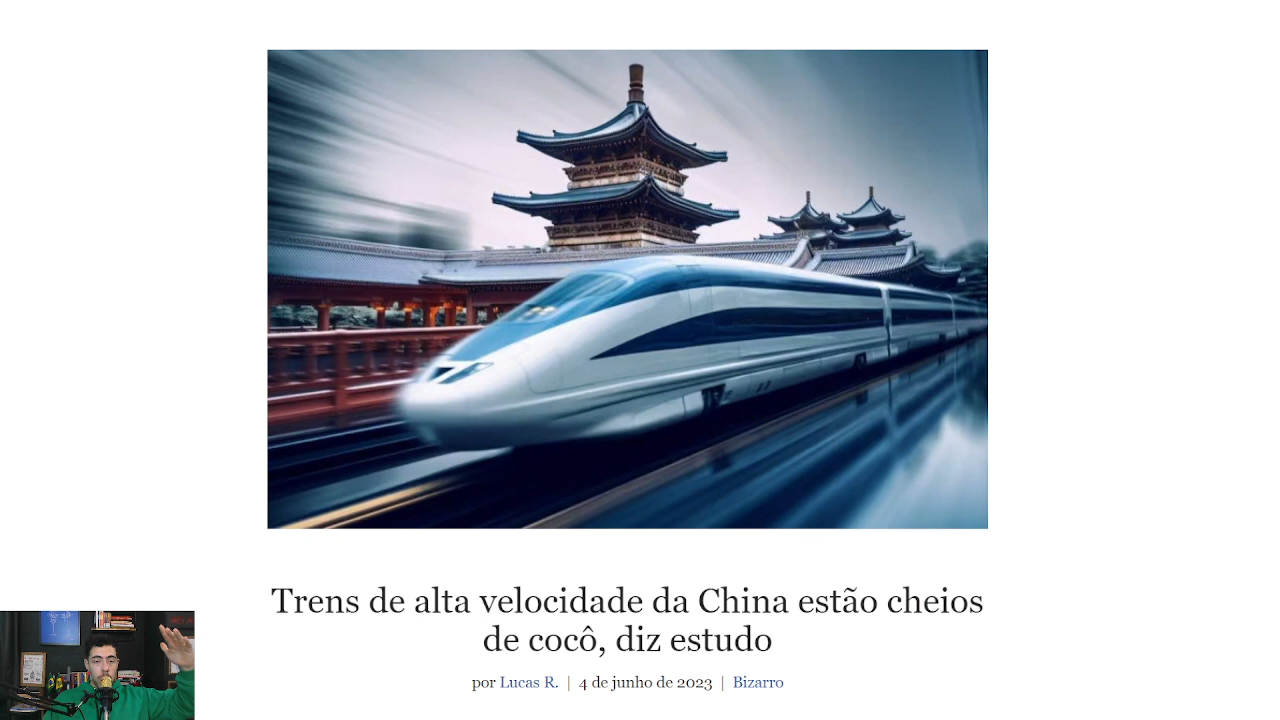 Trens de alta velocidade da China estão cheios
de cocô, diz estudo
por Lucas R. | 4 de junho de 2023 | Bizarro